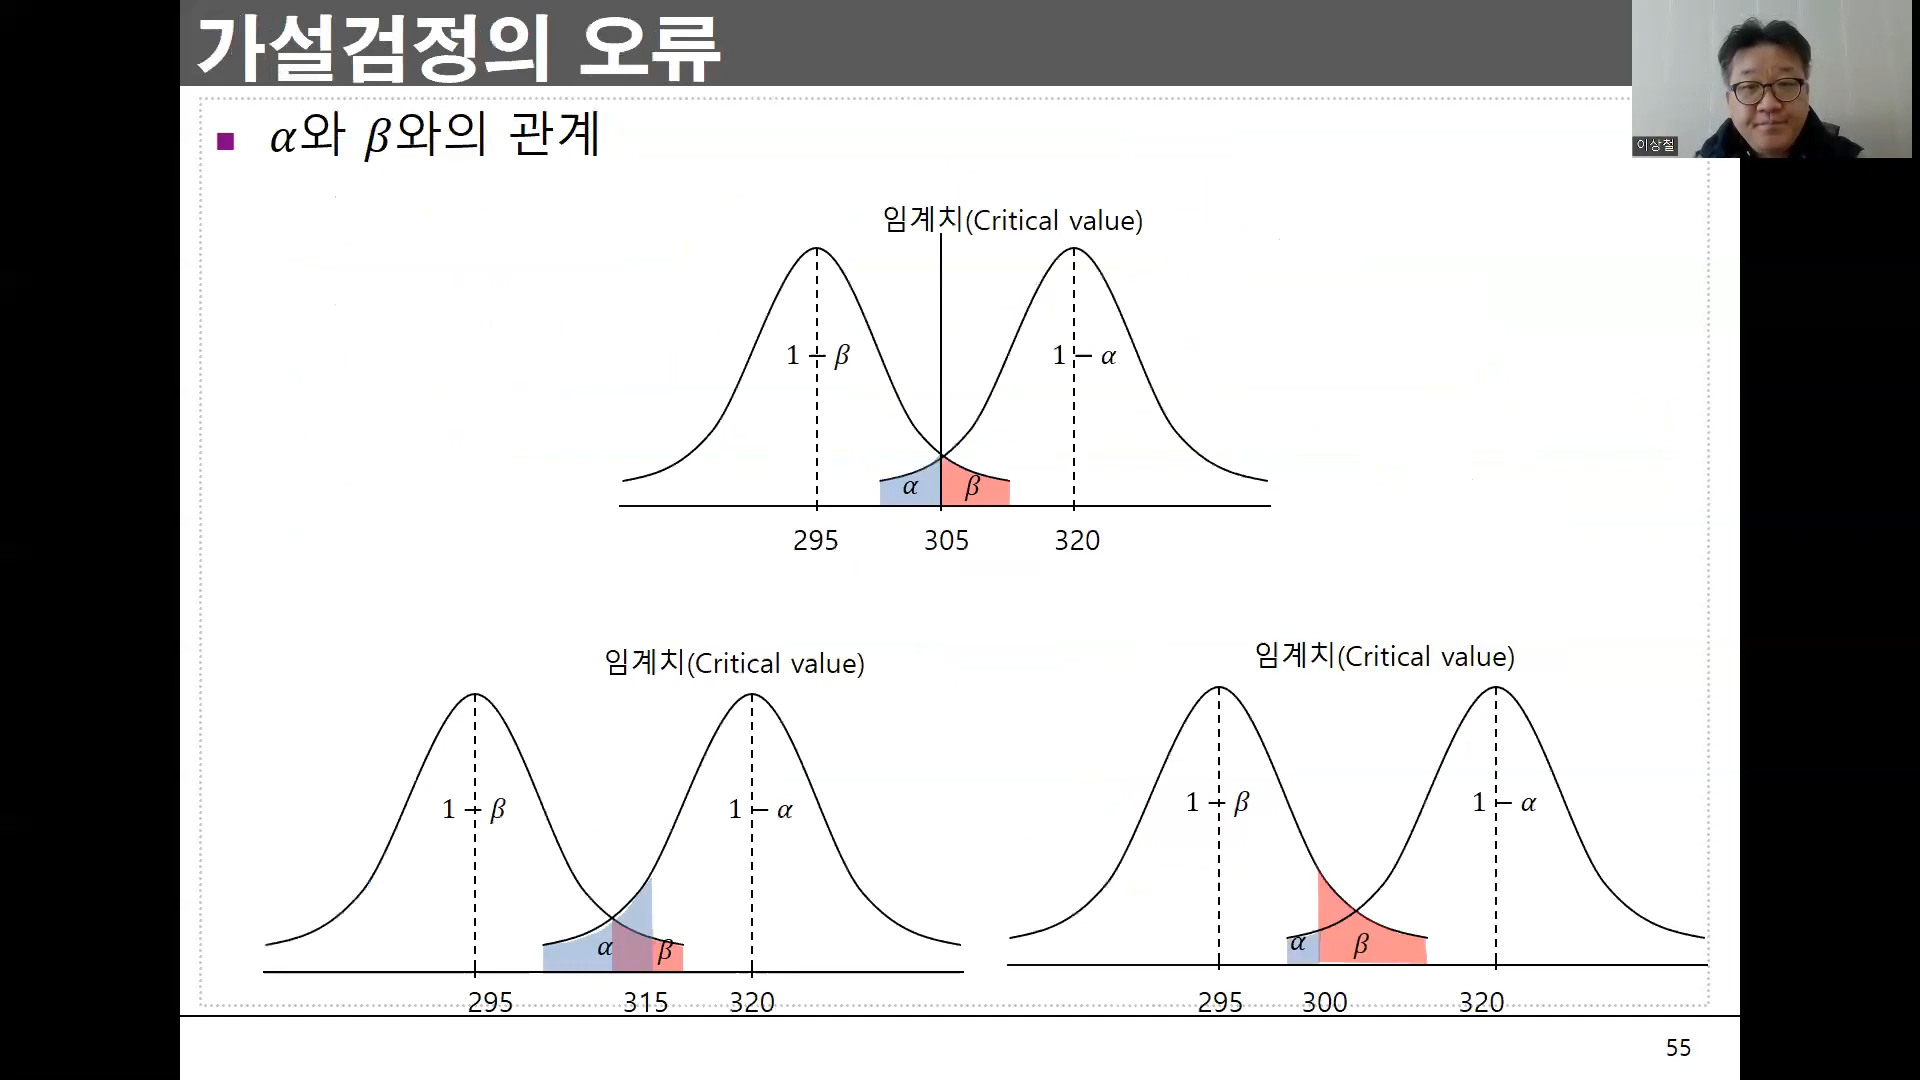 가설검정의 오류
이상철
■ α와 β와의 관계
임계치(Critical value)
1 − β
1 − α
α
β
295
305
320
임계치(Critical value)
1 − β
1 − α
α
β
295
315
320
임계치(Critical value)
1 − β
1 − α
α
β
295
300
320
55